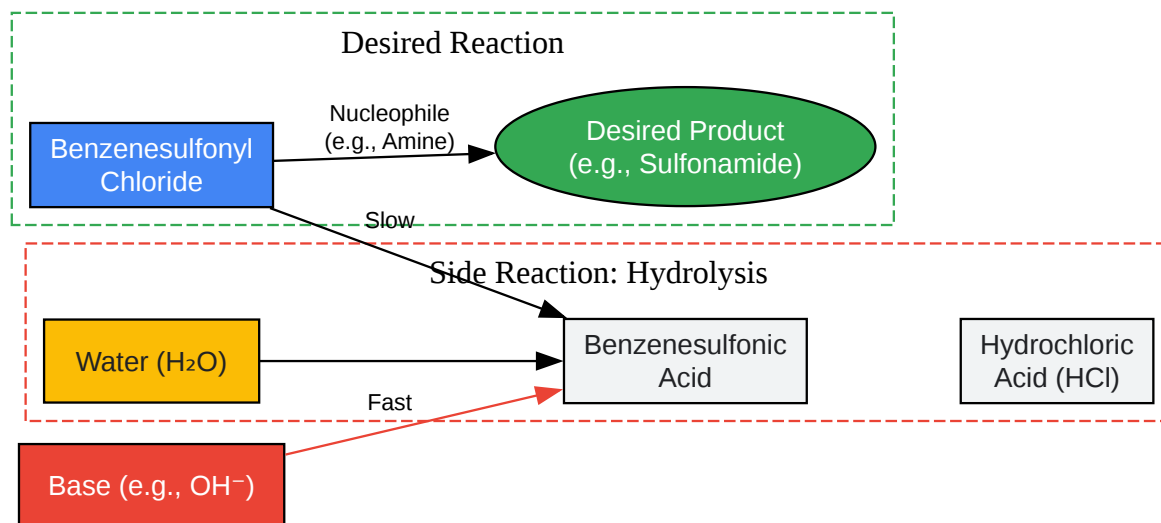 Desired Reaction
Nucleophile
(e.g., Amine)
Benzenesulfonyl
Chloride
Desired Product
(e.g., Sulfonamide)
Slow
Side Reaction: Hydrolysis
Water (H₂O)
Benzenesulfonic
Acid
Hydrochloric
Acid (HCl)
Fast
Base (e.g., OH⁻)